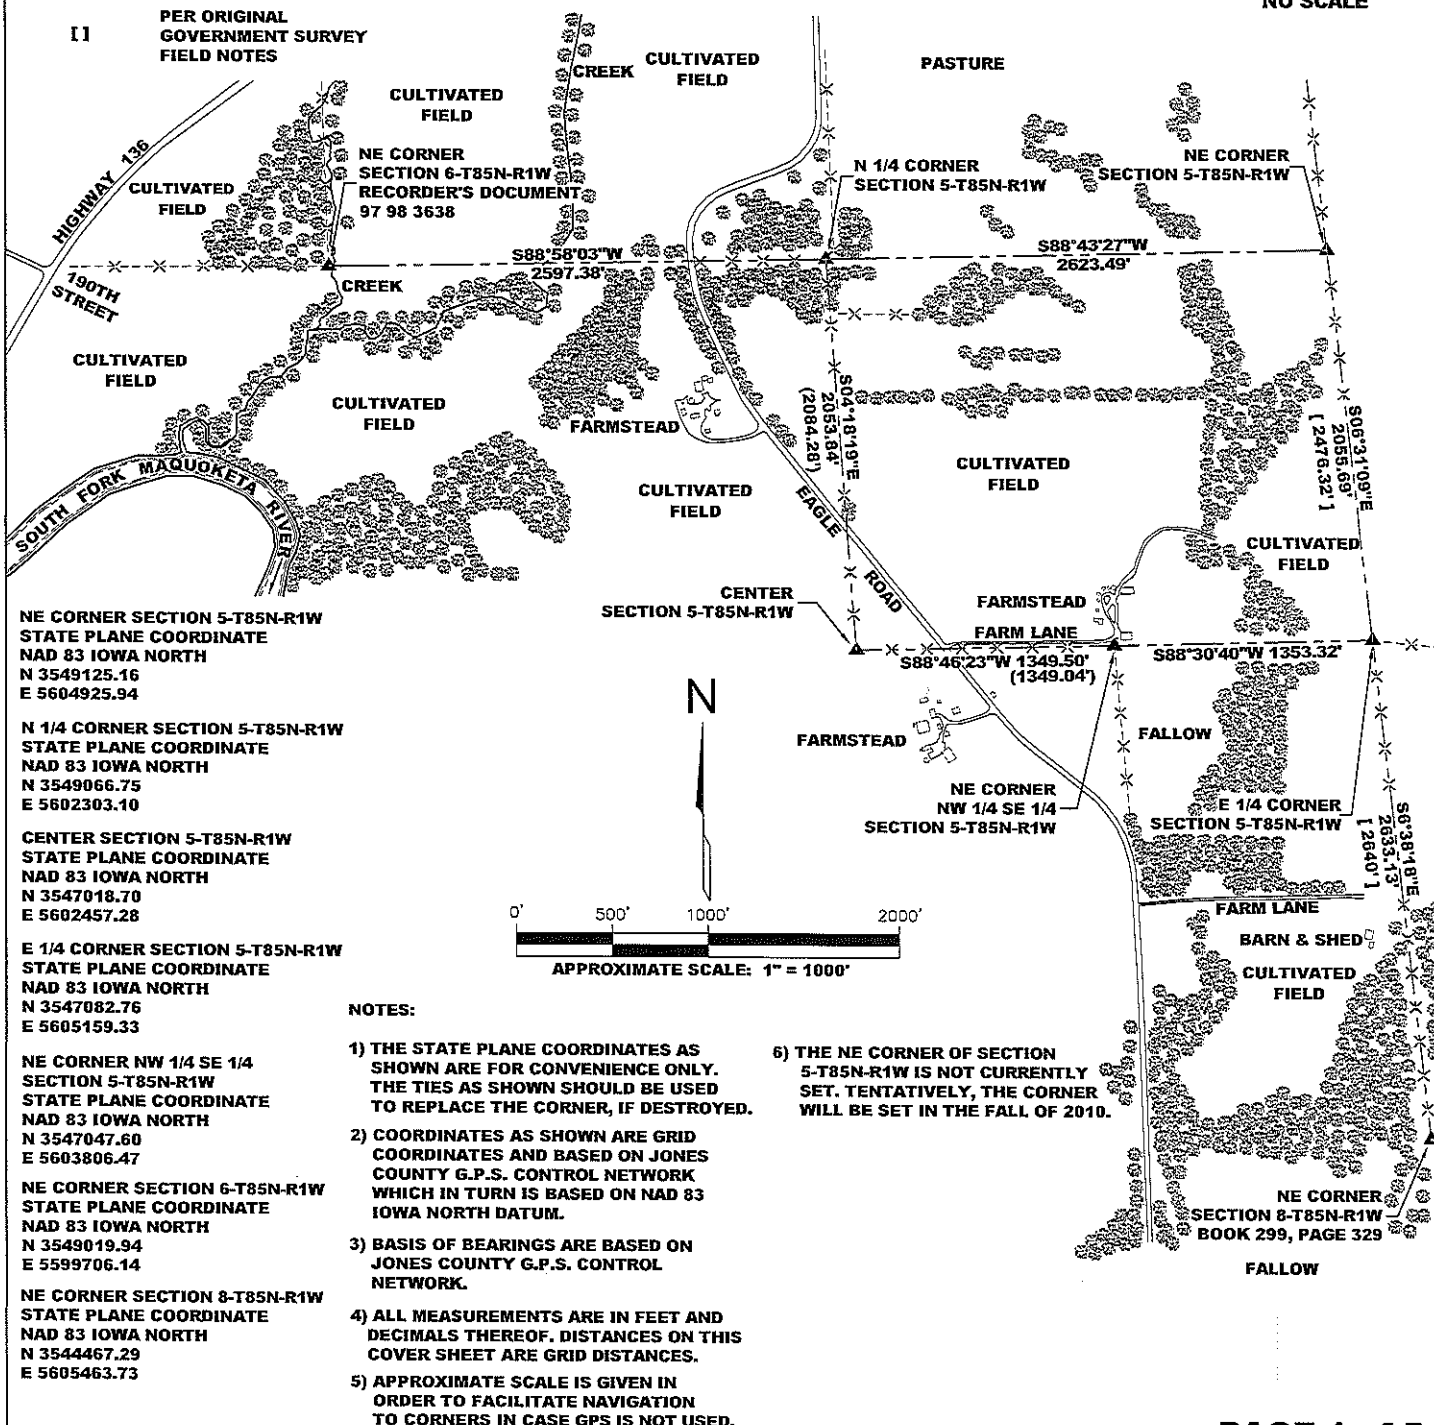 NO SCALE
[ ]
PER ORIGINAL
GOVERNMENT SURVEY
FIELD NOTES
CREEK
CULTIVATED
FIELD
PASTURE
CULTIVATED
FIELD
HIGHWAY 136
CULTIVATED
FIELD
NE CORNER
SECTION 6-T85N-R1W
RECORDER'S DOCUMENT
97 98 3638
N 1/4 CORNER
SECTION 5-T85N-R1W
NE CORNER
SECTION 5-T85N-R1W
S88°58'03"W
2597.38'
S88°43'27"W
2623.49'
190TH
STREET
CREEK
CULTIVATED
FIELD
CULTIVATED
FIELD
FARMSTEAD
S04°18'19"E
2053.84'
(2084.28')
S06°31'09"E
2055.69'
[ 2476.32' ]
SOUTH FORK MAQUOKETA RIVER
CULTIVATED
FIELD
CULTIVATED
FIELD
EAGLE ROAD
CULTIVATED
FIELD
CENTER
SECTION 5-T85N-R1W
FARMSTEAD
FARM LANE
S88°46'23"W 1349.50'
(1349.04')
S88°30'40"W 1353.32'
FARMSTEAD
FALLOW
NE CORNER
NW 1/4 SE 1/4
SECTION 5-T85N-R1W
E 1/4 CORNER
SECTION 5-T85N-R1W
S6°38'18"E
2633.13'
[ 2640' ]
FARM LANE
BARN & SHED
CULTIVATED
FIELD
NE CORNER
SECTION 8-T85N-R1W
BOOK 299, PAGE 329
FALLOW
N
0' 500' 1000' 2000'
APPROXIMATE SCALE: 1" = 1000'
NE CORNER SECTION 5-T85N-R1W
STATE PLANE COORDINATE
NAD 83 IOWA NORTH
N 3549125.16
E 5604925.94
N 1/4 CORNER SECTION 5-T85N-R1W
STATE PLANE COORDINATE
NAD 83 IOWA NORTH
N 3549066.75
E 5602303.10
CENTER SECTION 5-T85N-R1W
STATE PLANE COORDINATE
NAD 83 IOWA NORTH
N 3547018.70
E 5602457.28
E 1/4 CORNER SECTION 5-T85N-R1W
STATE PLANE COORDINATE
NAD 83 IOWA NORTH
N 3547082.76
E 5605159.33
NE CORNER NW 1/4 SE 1/4
SECTION 5-T85N-R1W
STATE PLANE COORDINATE
NAD 83 IOWA NORTH
N 3547047.60
E 5603806.47
NE CORNER SECTION 6-T85N-R1W
STATE PLANE COORDINATE
NAD 83 IOWA NORTH
N 3549019.94
E 5599706.14
NE CORNER SECTION 8-T85N-R1W
STATE PLANE COORDINATE
NAD 83 IOWA NORTH
N 3544467.29
E 5605463.73
NOTES:
1) THE STATE PLANE COORDINATES AS
SHOWN ARE FOR CONVENIENCE ONLY.
THE TIES AS SHOWN SHOULD BE USED
TO REPLACE THE CORNER, IF DESTROYED.
2) COORDINATES AS SHOWN ARE GRID
COORDINATES AND BASED ON JONES
COUNTY G.P.S. CONTROL NETWORK
WHICH IN TURN IS BASED ON NAD 83
IOWA NORTH DATUM.
3) BASIS OF BEARINGS ARE BASED ON
JONES COUNTY G.P.S. CONTROL
NETWORK.
4) ALL MEASUREMENTS ARE IN FEET AND
DECIMALS THEREOF. DISTANCES ON THIS
COVER SHEET ARE GRID DISTANCES.
5) APPROXIMATE SCALE IS GIVEN IN
ORDER TO FACILITATE NAVIGATION
TO CORNERS IN CASE GPS IS NOT USED.
6) THE NE CORNER OF SECTION
5-T85N-R1W IS NOT CURRENTLY
SET. TENTATIVELY, THE CORNER
WILL BE SET IN THE FALL OF 2010.